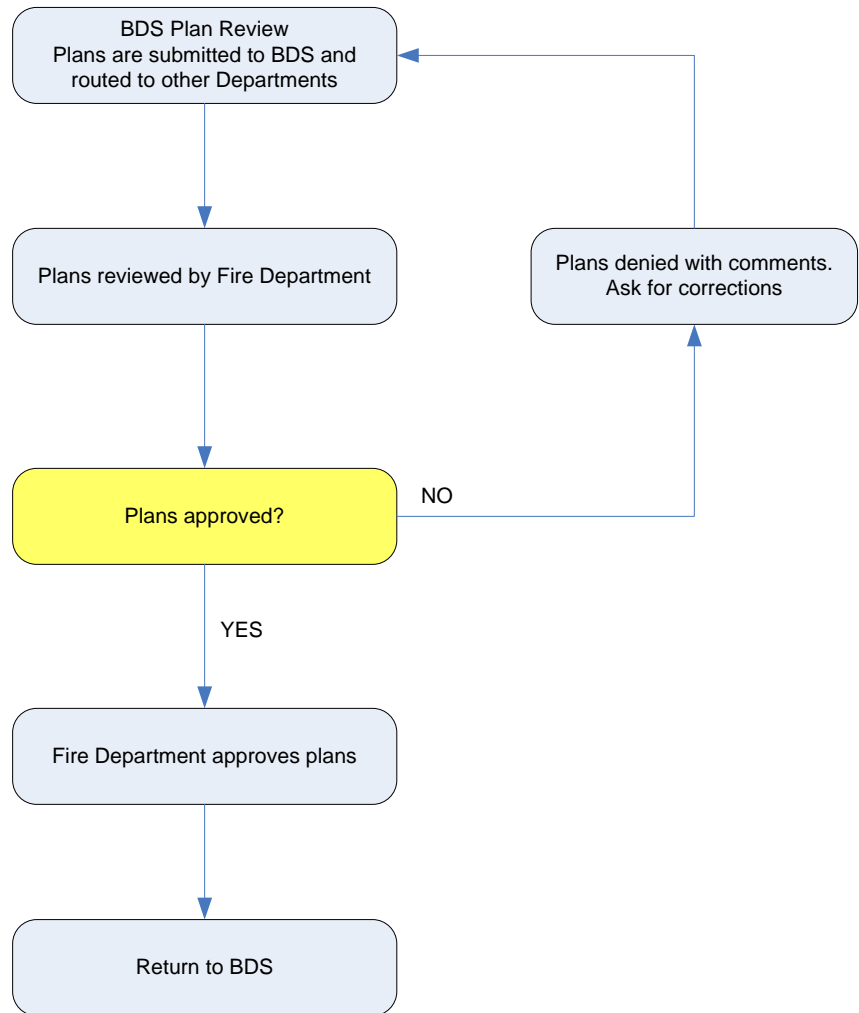 BDS Plan Review
Plans are submitted to BDS and
routed to other Departments
Plans reviewed by Fire Department
Plans denied with comments.
Ask for corrections
Plans approved?
NO
YES
Fire Department approves plans
Return to BDS